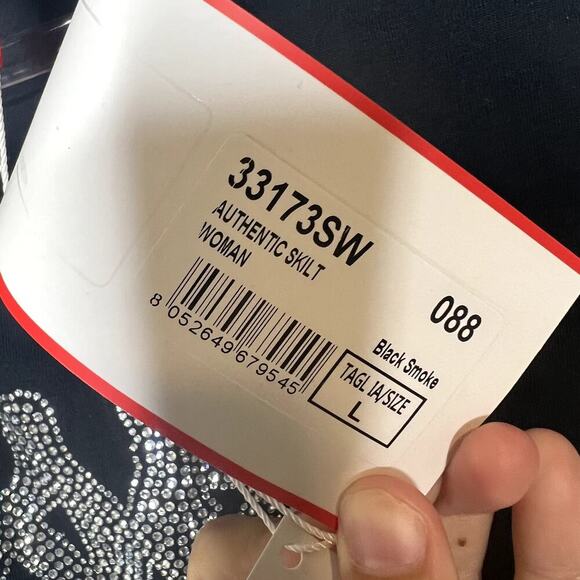 33173SW
AUTHENTIC SKILT
WOMAN
088
Black Smoke
8 052649 679545
TAGLIA/SIZE
L